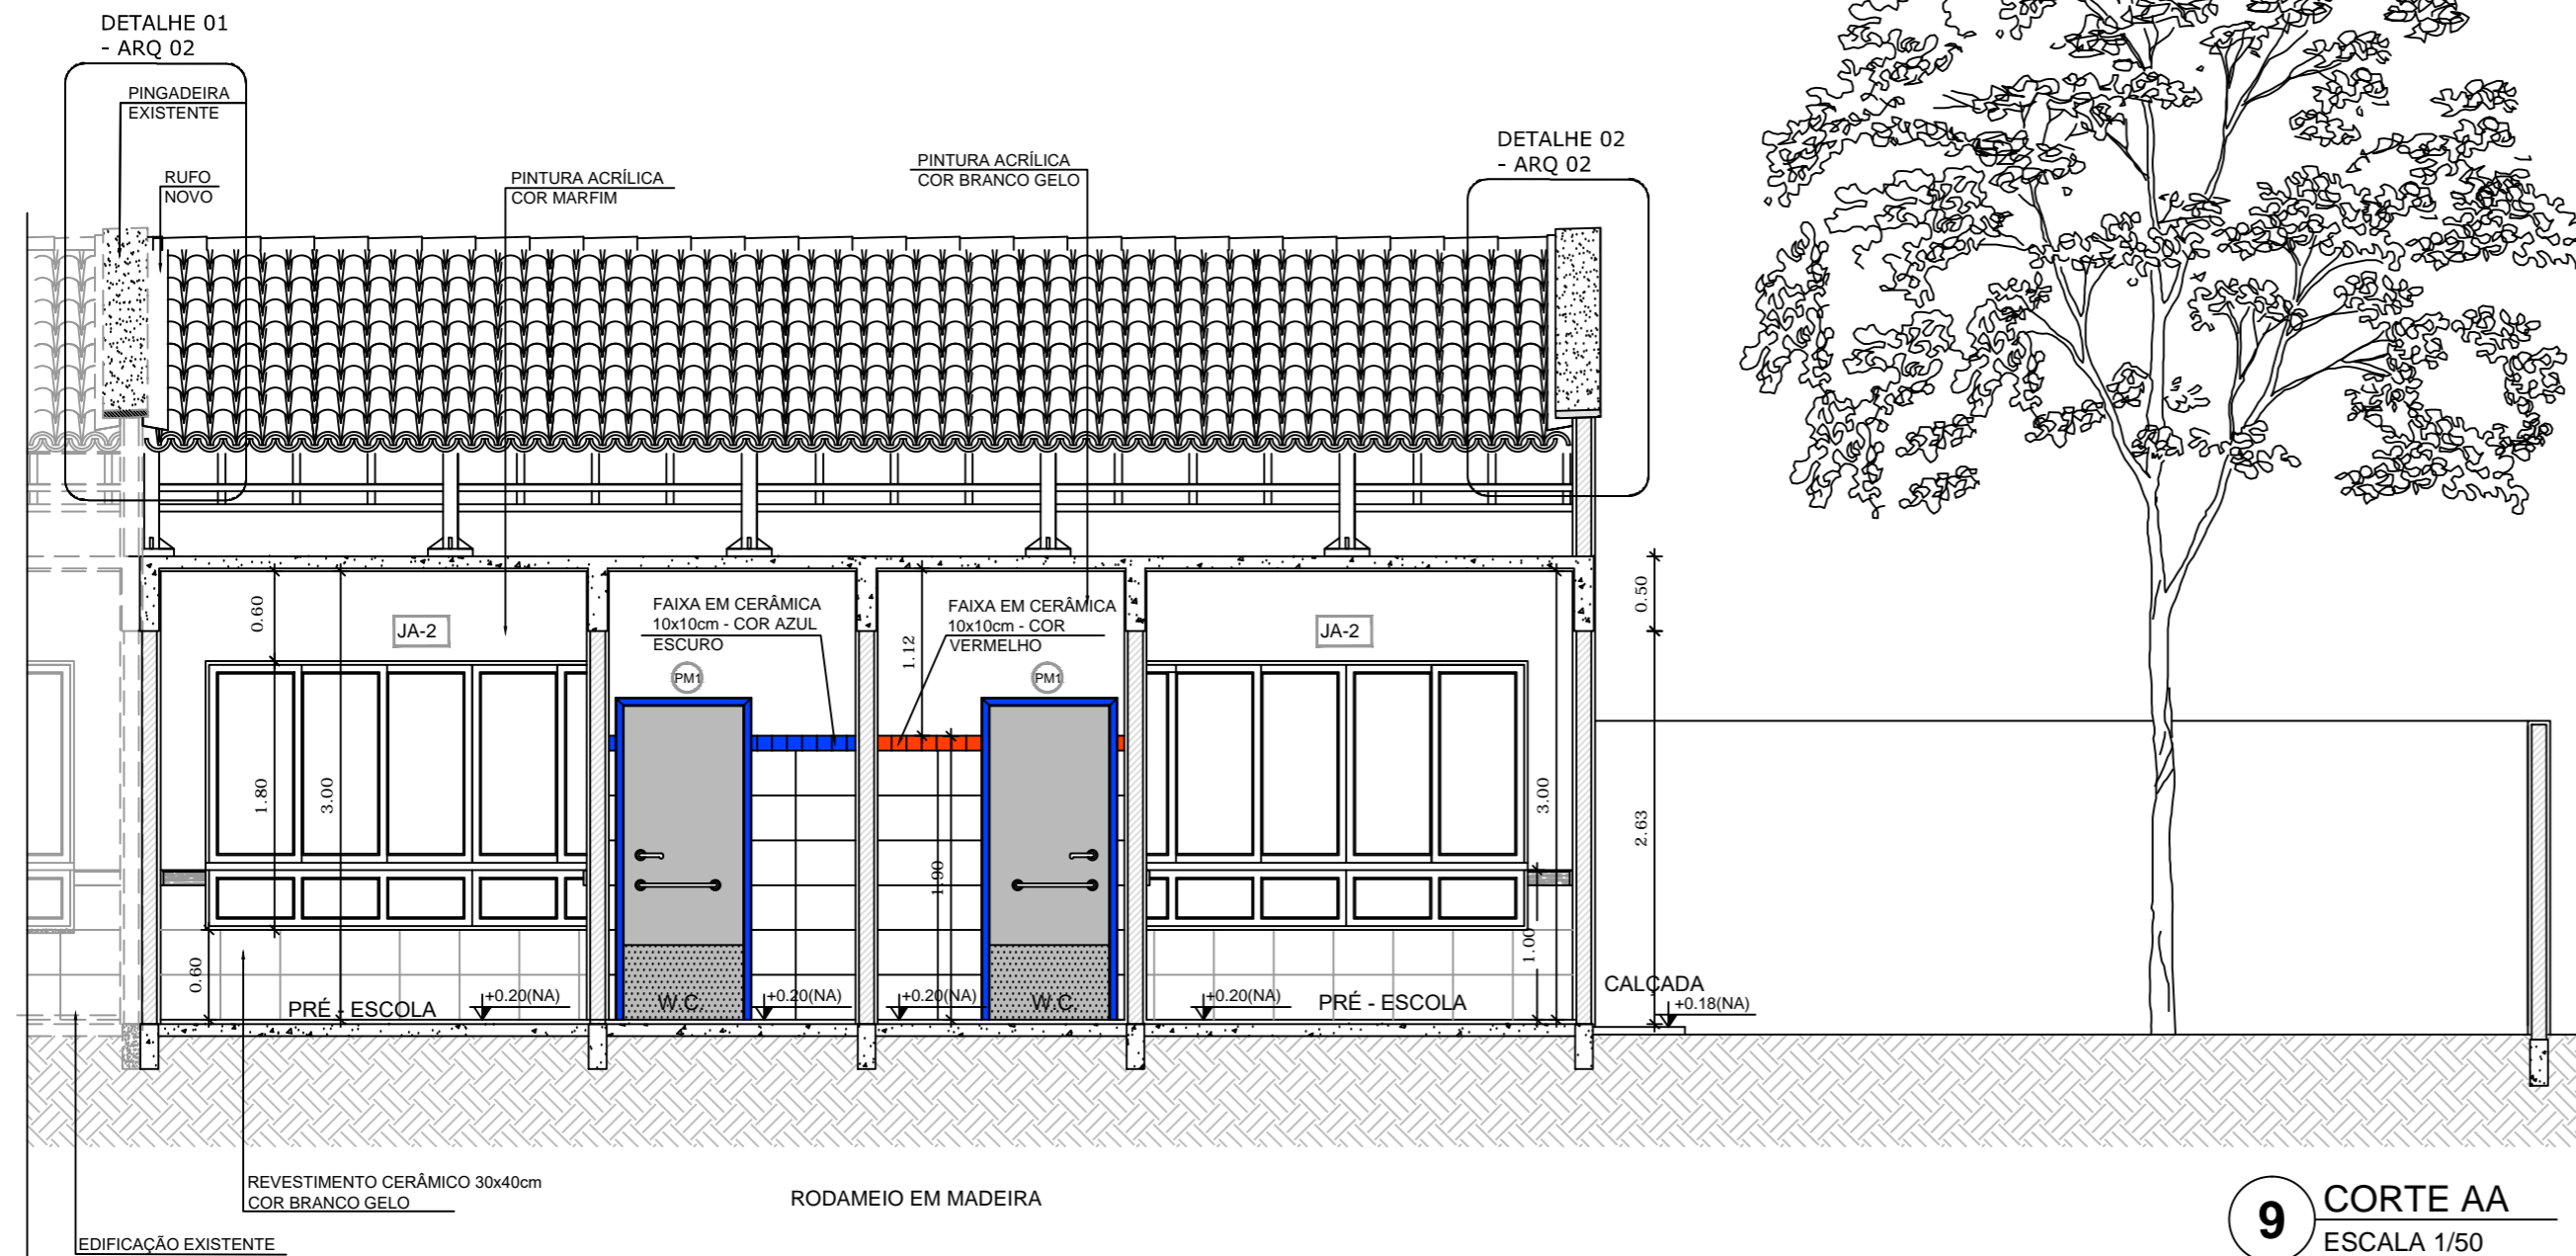 DETALHE 01
- ARQ 02
PINGADEIRA
EXISTENTE
RUFO
NOVO
PINTURA ACRÍLICA
COR MARFIM
PINTURA ACRÍLICA
COR BRANCO GELO
DETALHE 02
- ARQ 02
0.60
JA-2
FAIXA EM CERÂMICA
10x10cm - COR AZUL
ESCURO
PM1
1.12
FAIXA EM CERÂMICA
10x10cm - COR
VERMELHO
PM1
JA-2
0.50
1.80
3.00
1.90
3.00
2.63
0.60
1.00
PRÉ - ESCOLA
+0.20(NA)
W.C.
+0.20(NA)
+0.20(NA)
W.C.
+0.20(NA)
PRÉ - ESCOLA
CALÇADA
+0.18(NA)
REVESTIMENTO CERÂMICO 30x40cm
COR BRANCO GELO
RODAMEIO EM MADEIRA
EDIFICAÇÃO EXISTENTE
9
CORTE AA
ESCALA 1/50